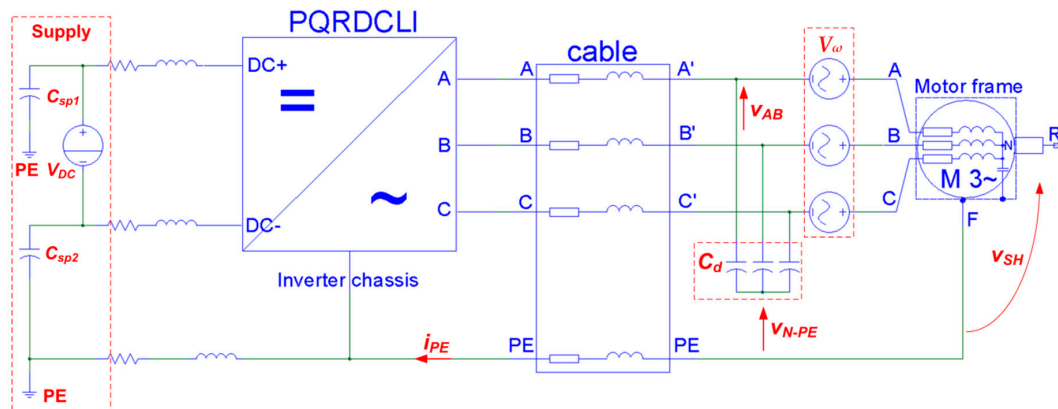 Supply
PQRDCLI
cable
Vω
Csp1
PE
VDC
Csp2
PE
DC+
=
DC-
~
A
B
C
Inverter chassis
iPE
A
B
C
PE
A'
B'
C'
PE
vAB
Cd
vN-PE
A
B
C
Motor frame
N
M 3~
R
F
vSH